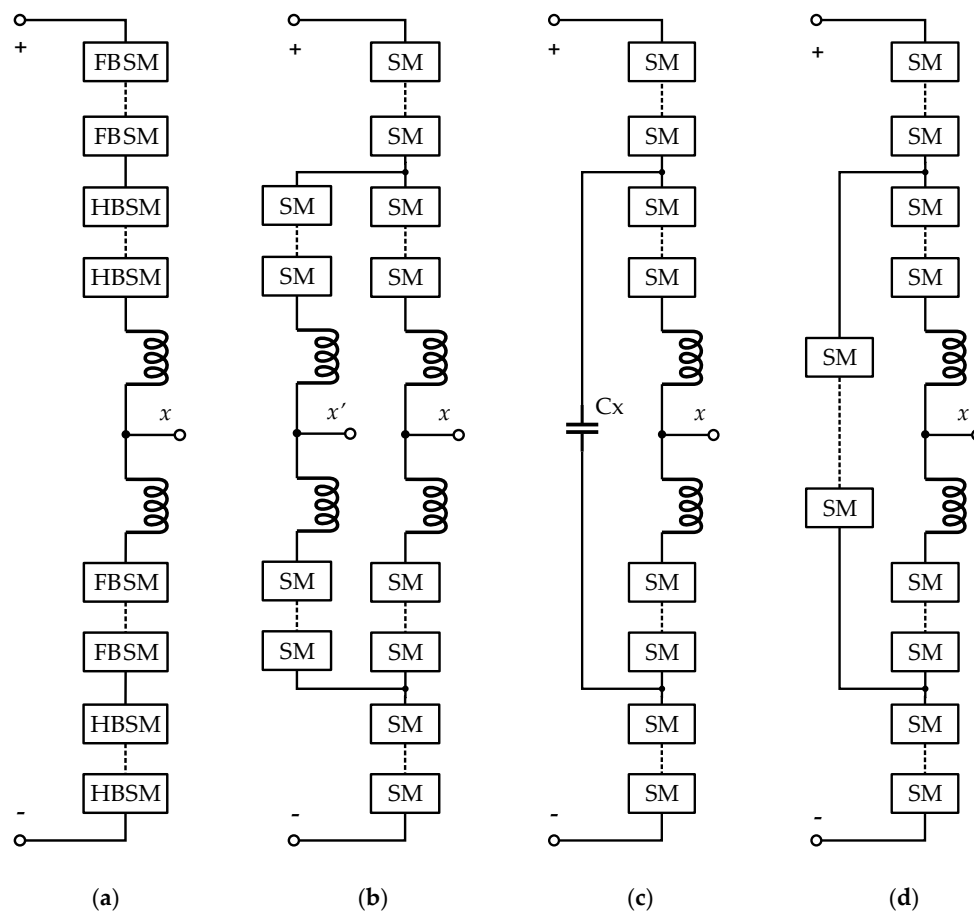 + + + +
FBSM SM SM SM
FBSM SM SM SM
HBSM SM SM SM SM
HBSM SM SM SM SM
SM
x x′ x Cx x x
SM
FBSM SM SM SM SM
FBSM SM SM SM SM
HBSM SM SM SM
HBSM SM SM SM
- - - -
(a) (b) (c) (d)